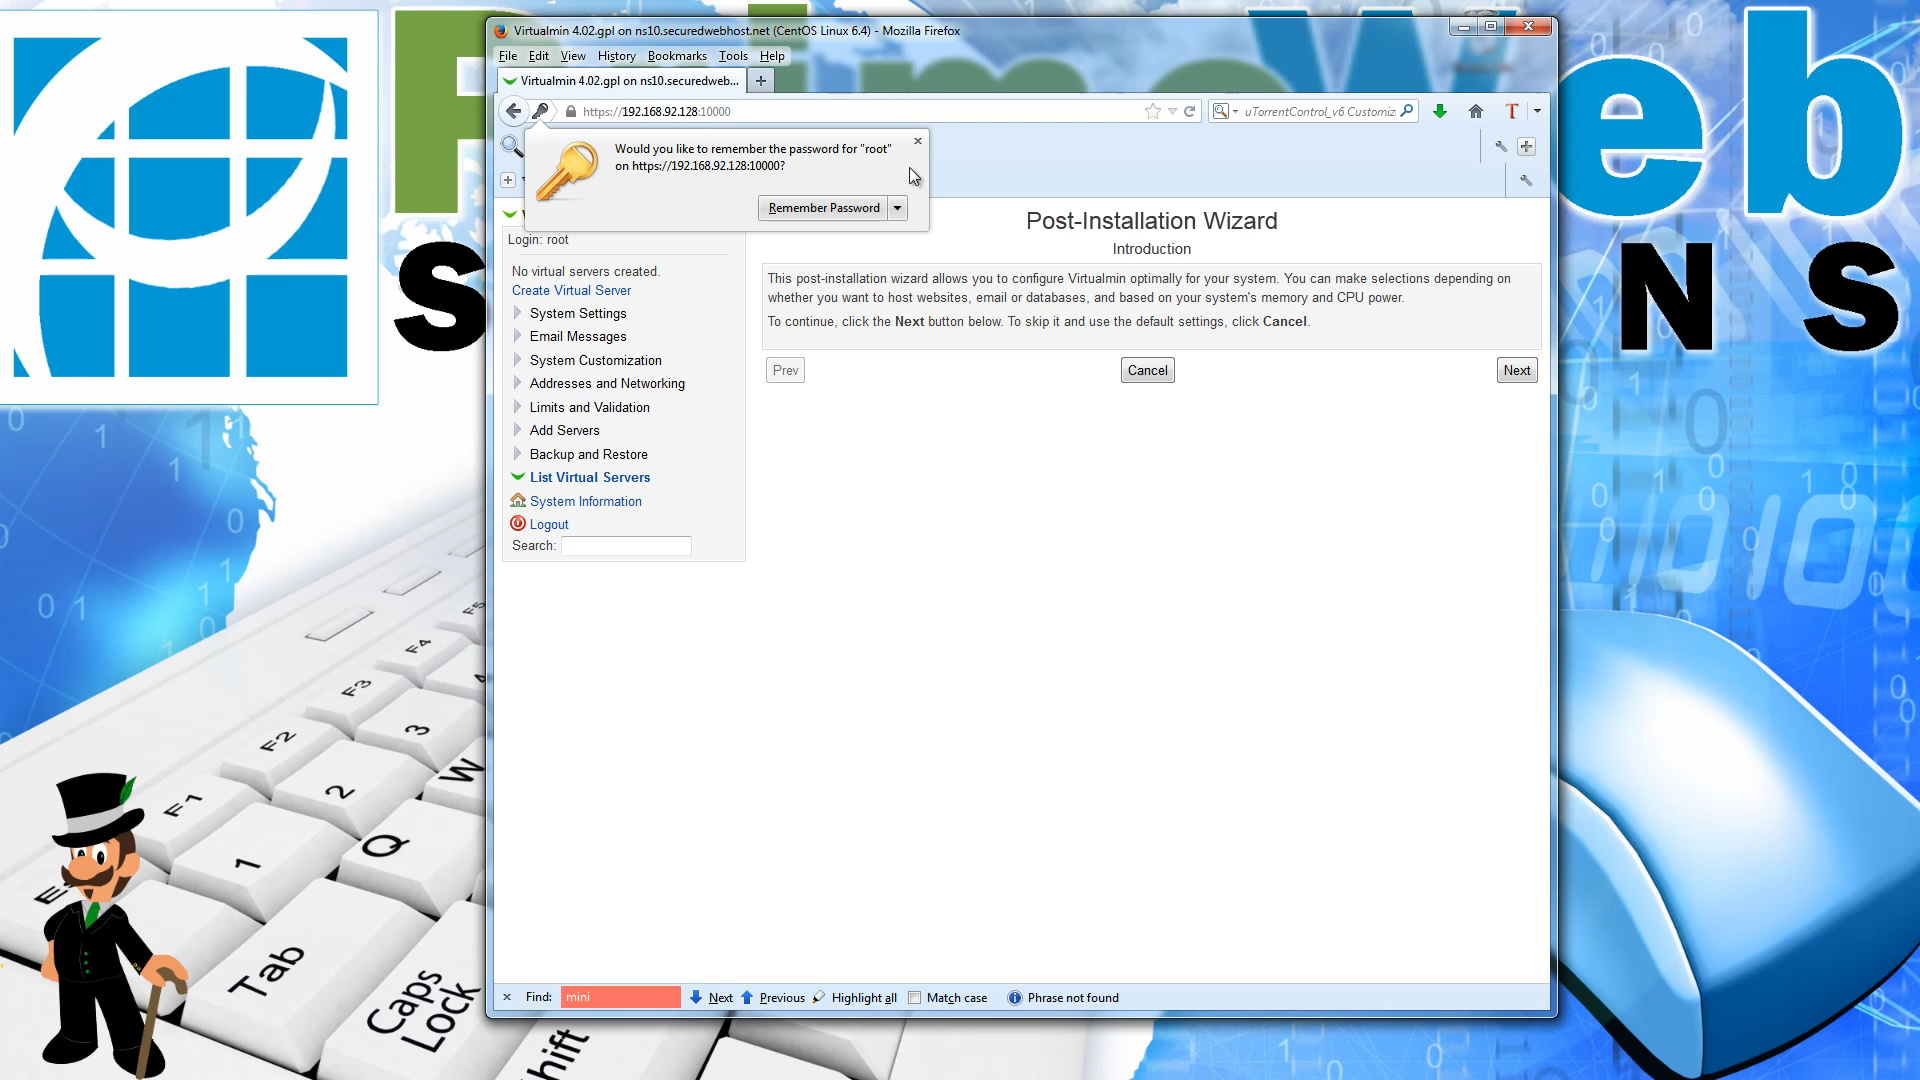 Virtualmin 4.02.gpl on ns10.securedwebhost.net (CentOS Linux 6.4) - Mozilla Firefox
File Edit View History Bookmarks Tools Help
Virtualmin 4.02.gpl on ns10.securedweb...
https://192.168.92.128:10000
uTorrentControl_v6 Customiz
T
Would you like to remember the password for "root"
on https://192.168.92.128:10000?
Remember Password
Login: root
No virtual servers created.
Create Virtual Server
System Settings
Email Messages
System Customization
Addresses and Networking
Limits and Validation
Add Servers
Backup and Restore
List Virtual Servers
System Information
Logout
Search:
Post-Installation Wizard
Introduction
This post-installation wizard allows you to configure Virtualmin optimally for your system. You can make selections depending on
whether you want to host websites, email or databases, and based on your system's memory and CPU power.
To continue, click the Next button below. To skip it and use the default settings, click Cancel.
Prev
Cancel
Next
Find: mini Next Previous Highlight all Match case Phrase not found
eb
S
N S
F5
F4
F3
F2
F1
3
2
1
W
Q
Tab
Caps
Lock